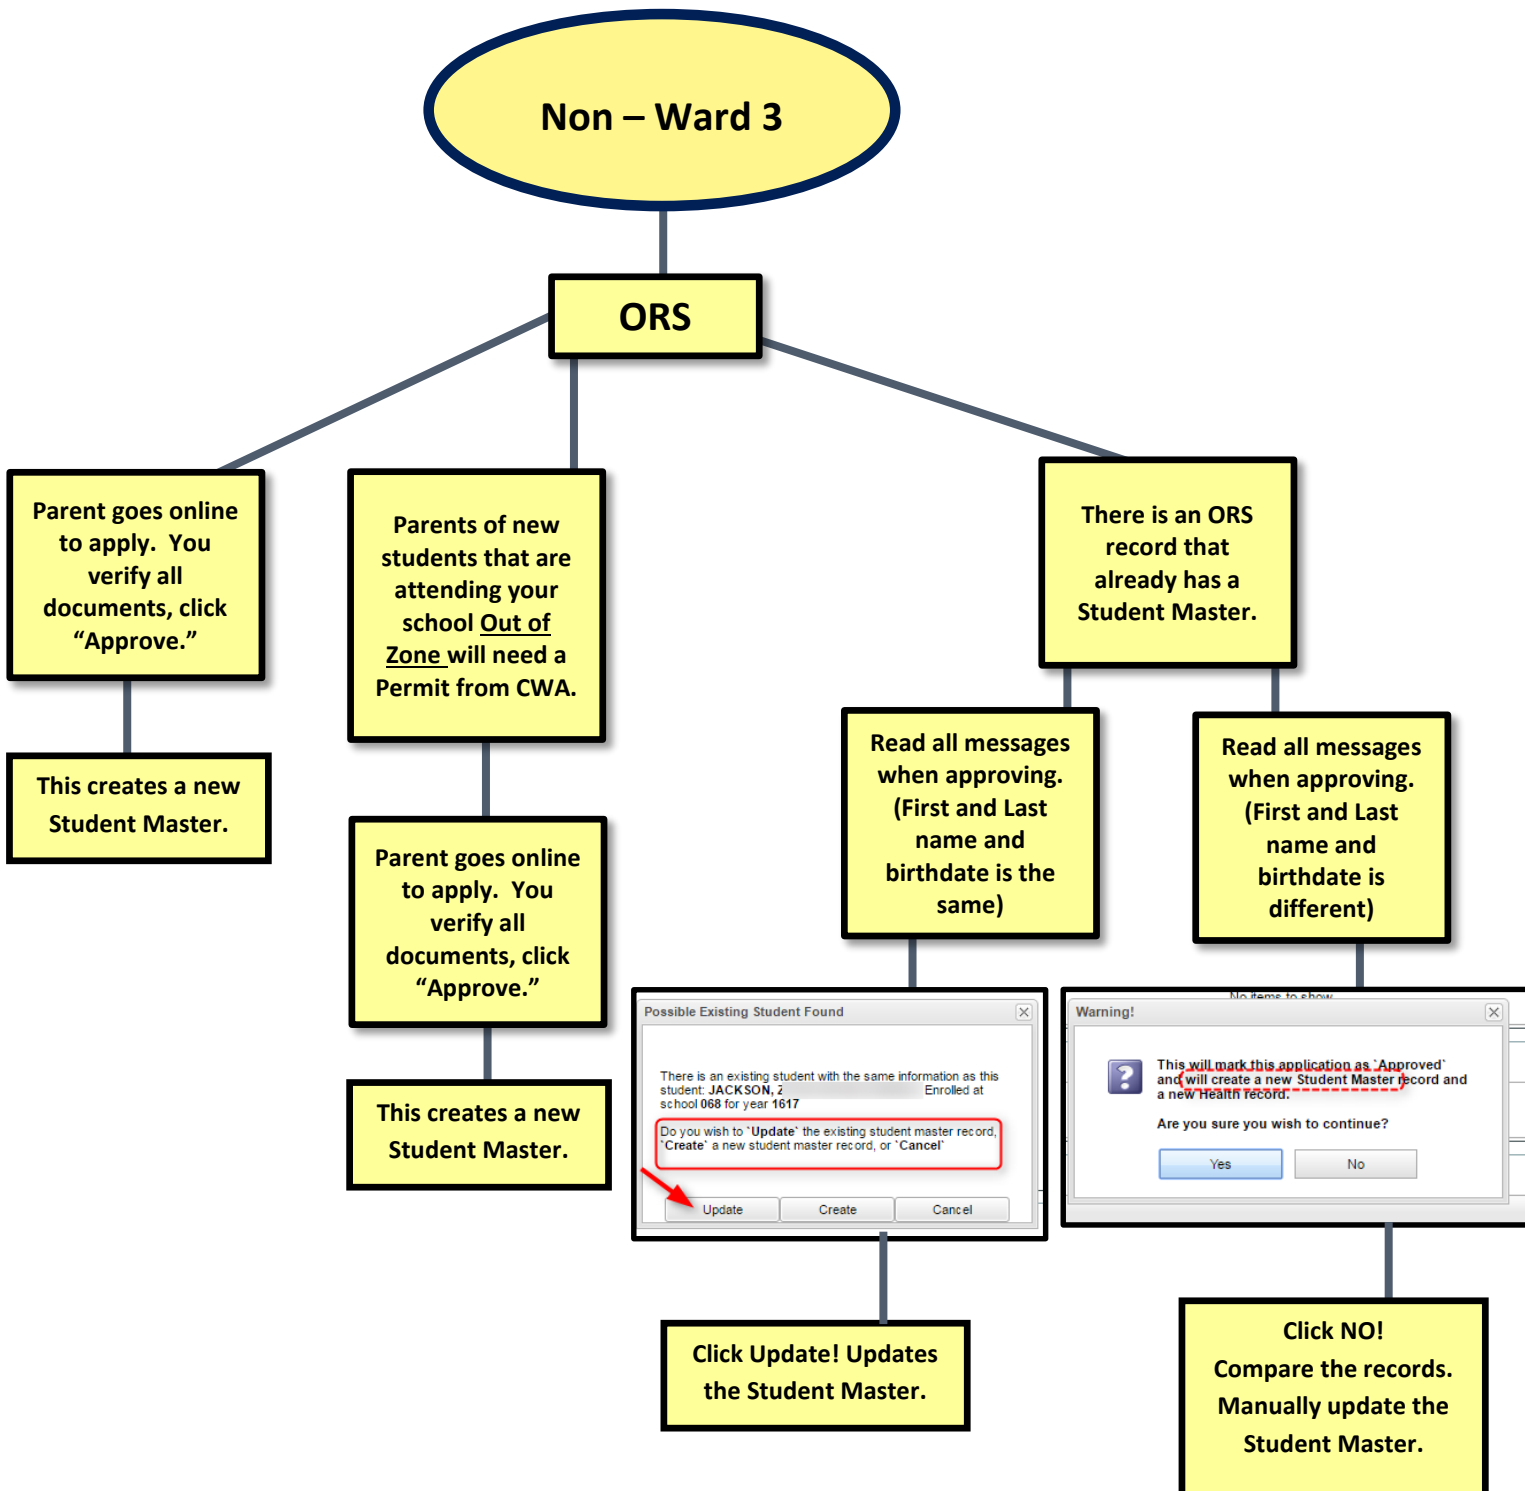 Non – Ward 3
ORS
Parent goes online
to apply.  You
verify all
documents, click
“Approve.”
This creates a new
Student Master.
Parents of new
students that are
attending your
school Out of
Zone will need a
Permit from CWA.
Parent goes online
to apply.  You
verify all
documents, click
“Approve.”
This creates a new
Student Master.
There is an ORS
record that
already has a
Student Master.
Read all messages
when approving.
(First and Last
name and
birthdate is the
same)
Possible Existing Student Found
There is an existing student with the same information as this
student: JACKSON, Enrolled at
school 068 for year 1617
Do you wish to `Update` the existing student master record,
`Create` a new student master record, or `Cancel`
Update Create Cancel
Click Update! Updates
the Student Master.
Read all messages
when approving.
(First and Last
name and
birthdate is
different)
No items to show
Warning!
This will mark this application as `Approved`
and will create a new Student Master record and
a new Health record.
Are you sure you wish to continue?
Yes No
Click NO!
Compare the records.
Manually update the
Student Master.